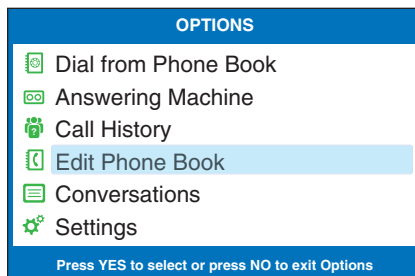 OPTIONS
Dial from Phone Book
Answering Machine
Call History
Edit Phone Book
Conversations
Settings
Press YES to select or press NO to exit Options